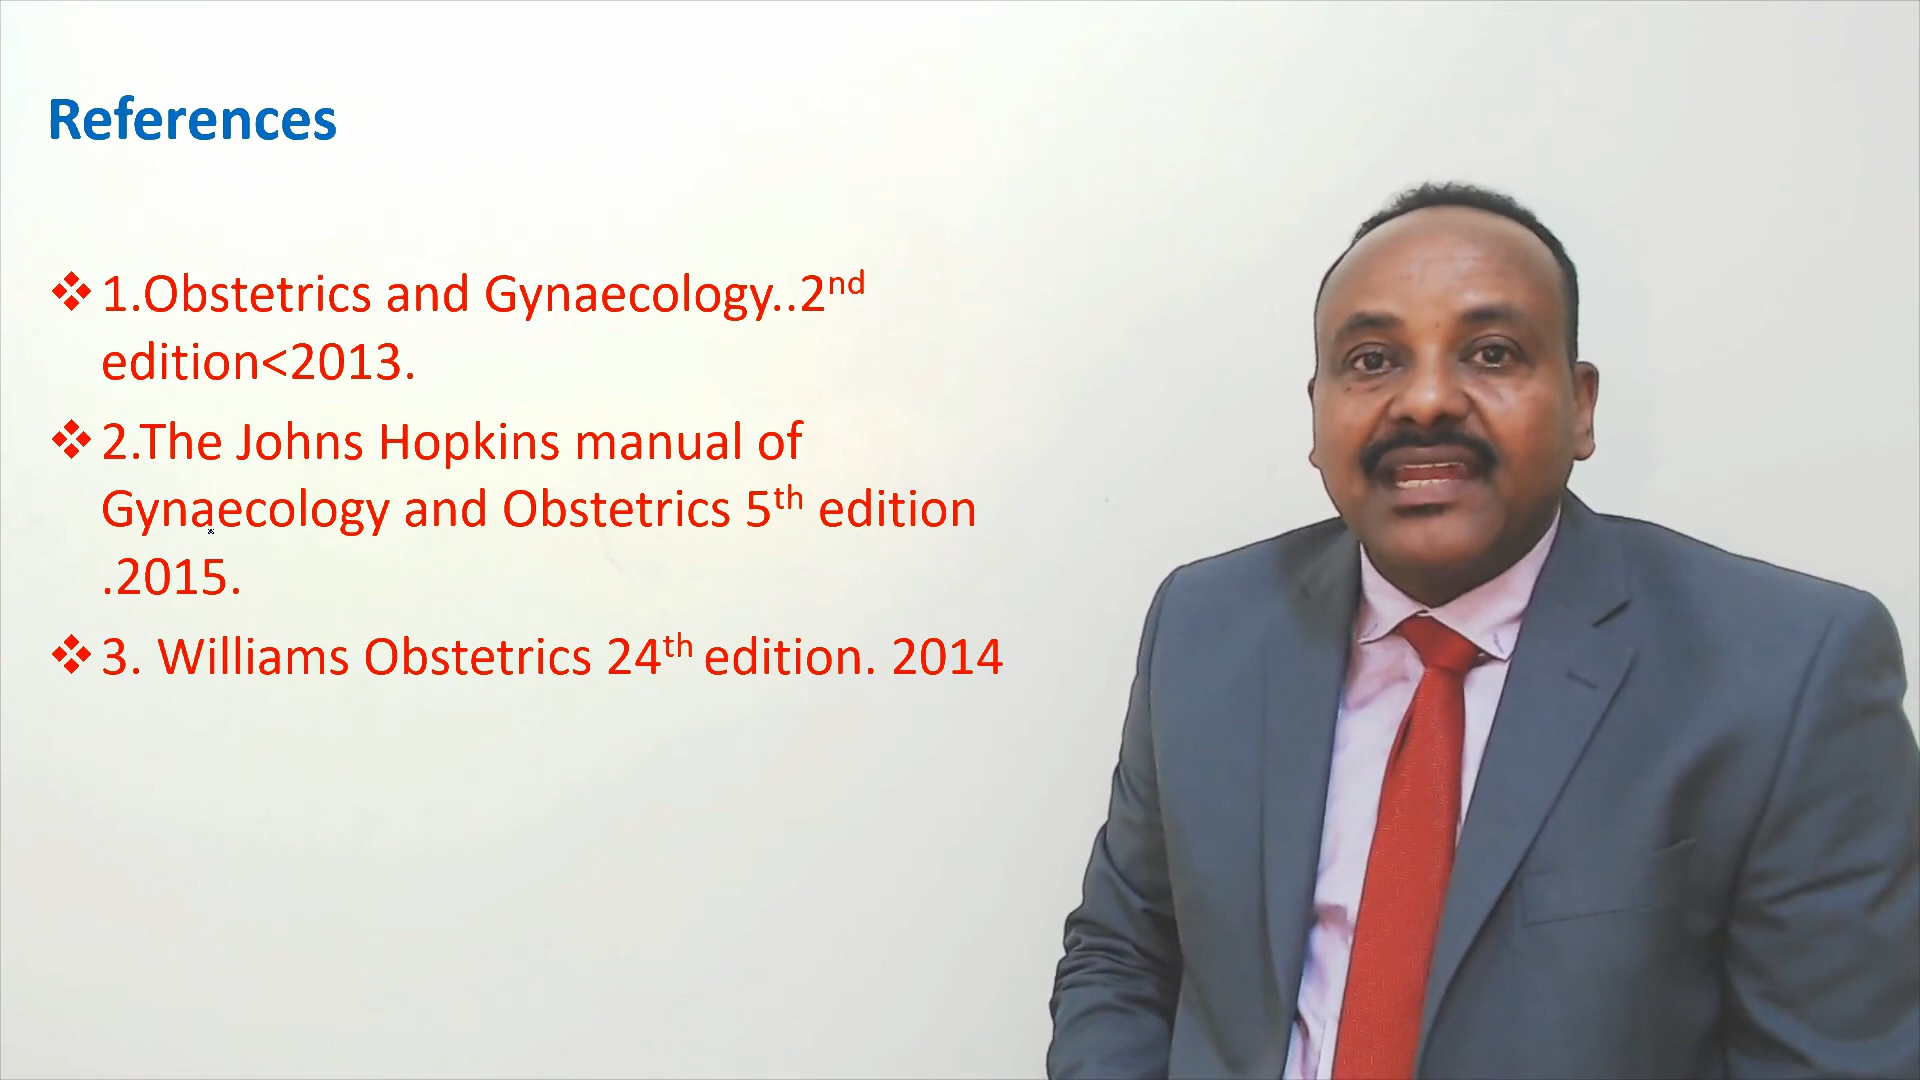 References
❖ 1.Obstetrics and Gynaecology..2nd
edition<2013.
❖ 2.The Johns Hopkins manual of
Gynaecology and Obstetrics 5th edition
.2015.
❖ 3. Williams Obstetrics 24th edition. 2014